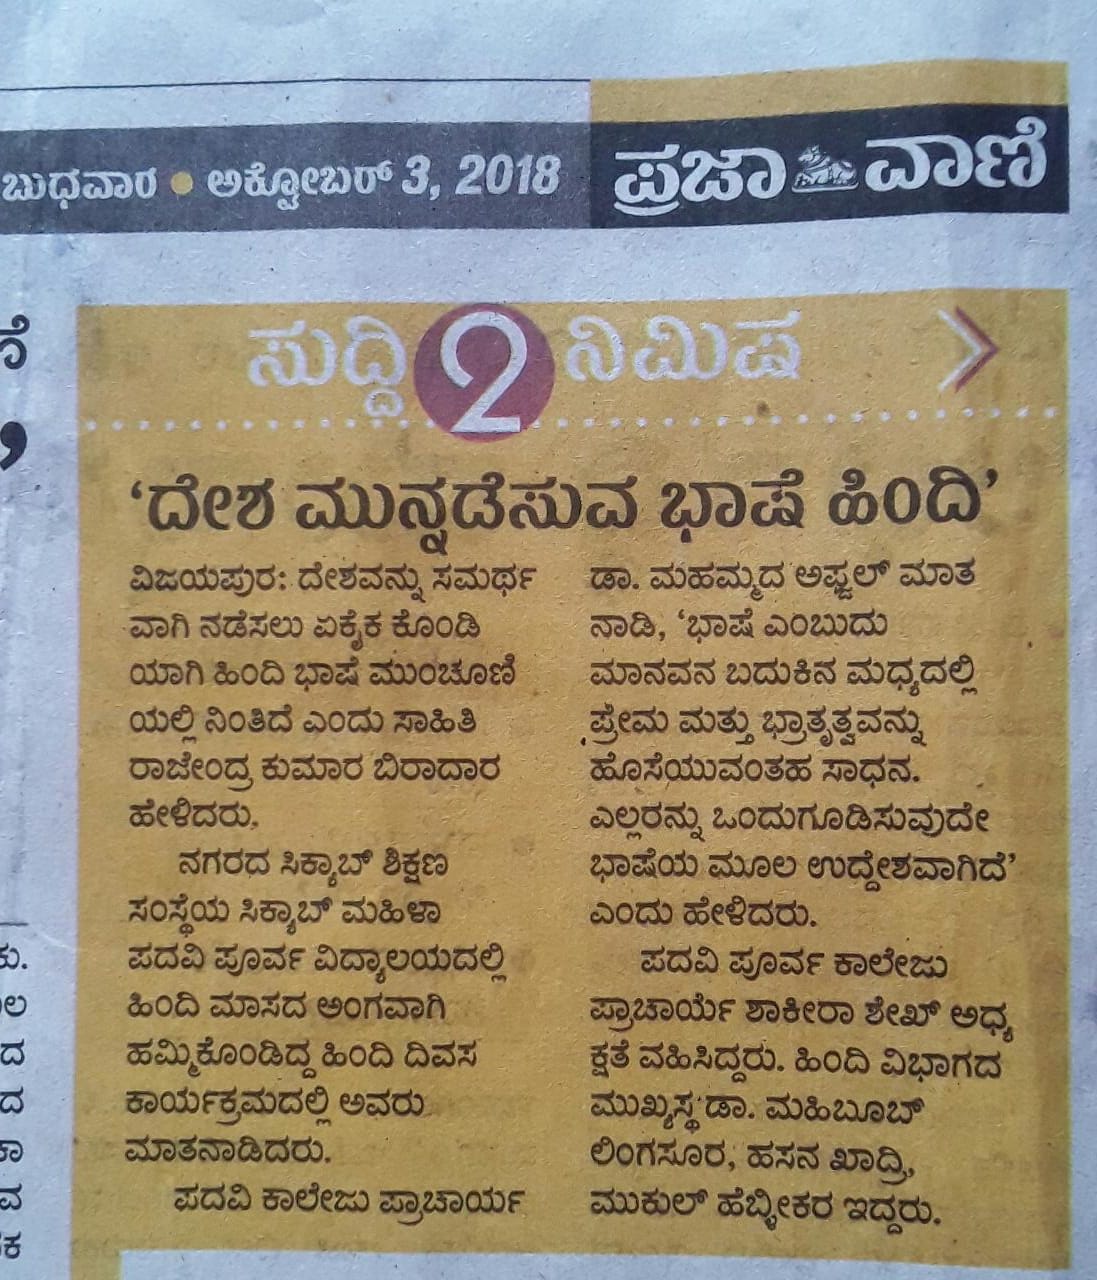 ಬುಧವಾರ ● ಅಕ್ಟೋಬರ್ 3, 2018
ಪ್ರಜಾವಾಣಿ
ಸುದ್ದಿ 2 ನಿಮಿಷ
‘ದೇಶ ಮುನ್ನಡೆಸುವ ಭಾಷೆ ಹಿಂದಿ’
ವಿಜಯಪುರ: ದೇಶವನ್ನು ಸಮರ್ಥ
ವಾಗಿ ನಡೆಸಲು ಏಕೈಕ ಕೊಂಡಿ
ಯಾಗಿ ಹಿಂದಿ ಭಾಷೆ ಮುಂಚೂಣಿ
ಯಲ್ಲಿ ನಿಂತಿದೆ ಎಂದು ಸಾಹಿತಿ
ರಾಜೇಂದ್ರ ಕುಮಾರ ಬಿರಾದಾರ
ಹೇಳಿದರು.
ನಗರದ ಸಿಕ್ಯಾಬ್ ಶಿಕ್ಷಣ
ಸಂಸ್ಥೆಯ ಸಿಕ್ಯಾಬ್ ಮಹಿಳಾ
ಪದವಿ ಪೂರ್ವ ವಿದ್ಯಾಲಯದಲ್ಲಿ
ಹಿಂದಿ ಮಾಸದ ಅಂಗವಾಗಿ
ಹಮ್ಮಿಕೊಂಡಿದ್ದ ಹಿಂದಿ ದಿವಸ
ಕಾರ್ಯಕ್ರಮದಲ್ಲಿ ಅವರು
ಮಾತನಾಡಿದರು.
ಪದವಿ ಕಾಲೇಜು ಪ್ರಾಚಾರ್ಯ
ಡಾ. ಮಹಮ್ಮದ ಅಫ್ಜಲ್ ಮಾತ
ನಾಡಿ, ‘ಭಾಷೆ ಎಂಬುದು
ಮಾನವನ ಬದುಕಿನ ಮಧ್ಯದಲ್ಲಿ
ಪ್ರೇಮ ಮತ್ತು ಭ್ರಾತೃತ್ವವನ್ನು
ಹೊಸೆಯುವಂತಹ ಸಾಧನ.
ಎಲ್ಲರನ್ನು ಒಂದುಗೂಡಿಸುವುದೇ
ಭಾಷೆಯ ಮೂಲ ಉದ್ದೇಶವಾಗಿದೆ’
ಎಂದು ಹೇಳಿದರು.
ಪದವಿ ಪೂರ್ವ ಕಾಲೇಜು
ಪ್ರಾಚಾರ್ಯೆ ಶಾಕೀರಾ ಶೇಖ್ ಅಧ್ಯ
ಕ್ಷತೆ ವಹಿಸಿದ್ದರು. ಹಿಂದಿ ವಿಭಾಗದ
ಮುಖ್ಯಸ್ಥ ಡಾ. ಮಹಿಬೂಬ್
ಲಿಂಗಸೂರ, ಹಸನ ಖಾದ್ರಿ,
ಮುಕುಲ್ ಹೆಬ್ಳೀಕರ ಇದ್ದರು.